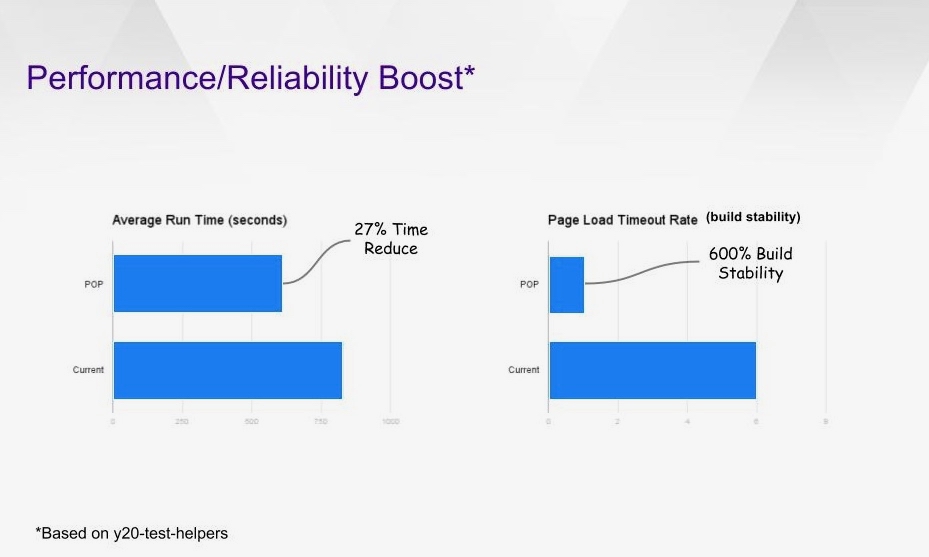 Performance/Reliability Boost*
Average Run Time (seconds)
27% Time
Reduce
POP
Current
0 250 500 750 1000
Page Load Timeout Rate (build stability)
600% Build
Stability
POP
Current
0 2 4 6 8
*Based on y20-test-helpers